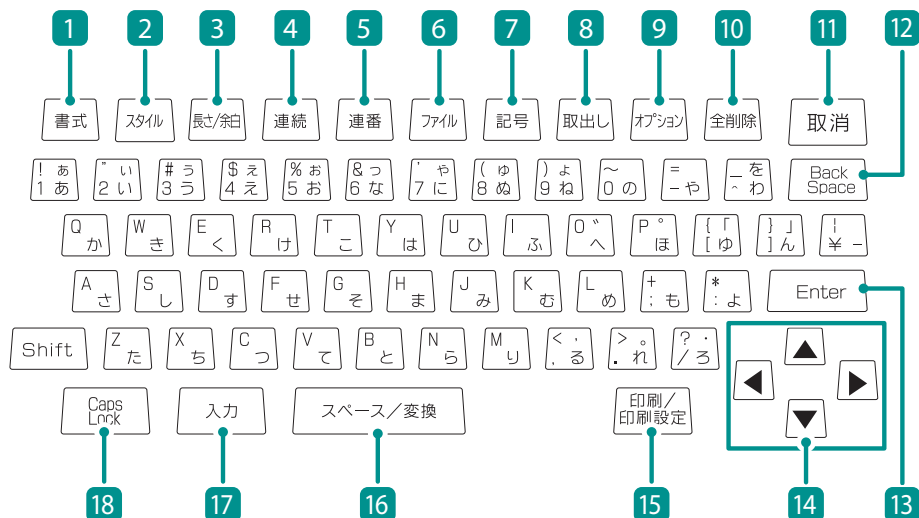 1 2 3 4 5 6 7 8 9 10 11 12
書式 スタイル 長さ/余白 連続 連番 ファイル 記号 取出し オプション 全削除 取消
! ぁ " ぃ # ぅ $ ぇ % ぉ & っ ' ゃ ( ゅ ) ょ ~ = _ を Back
1 あ 2 い 3 う 4 え 5 お 6 な 7 に 8 ぬ 9 ね 0 の - や ^ わ Space
Q か W き E く R け T こ Y は U ひ I ふ O ゛ へ P ゜ ほ { 「 [ ゆ } 」 ] ん ¦ ¥ -
A さ S し D す F せ G そ H ま J み K む L め + ; も * : よ Enter
Shift Z た X ち C つ V て B と N ら M り < , 、 る > . 。 れ ? / ・ ろ ▲
◀ ▶
Caps Lock 入力 スペース/変換 印刷/印刷設定 ▼
18 17 16 15 14 13